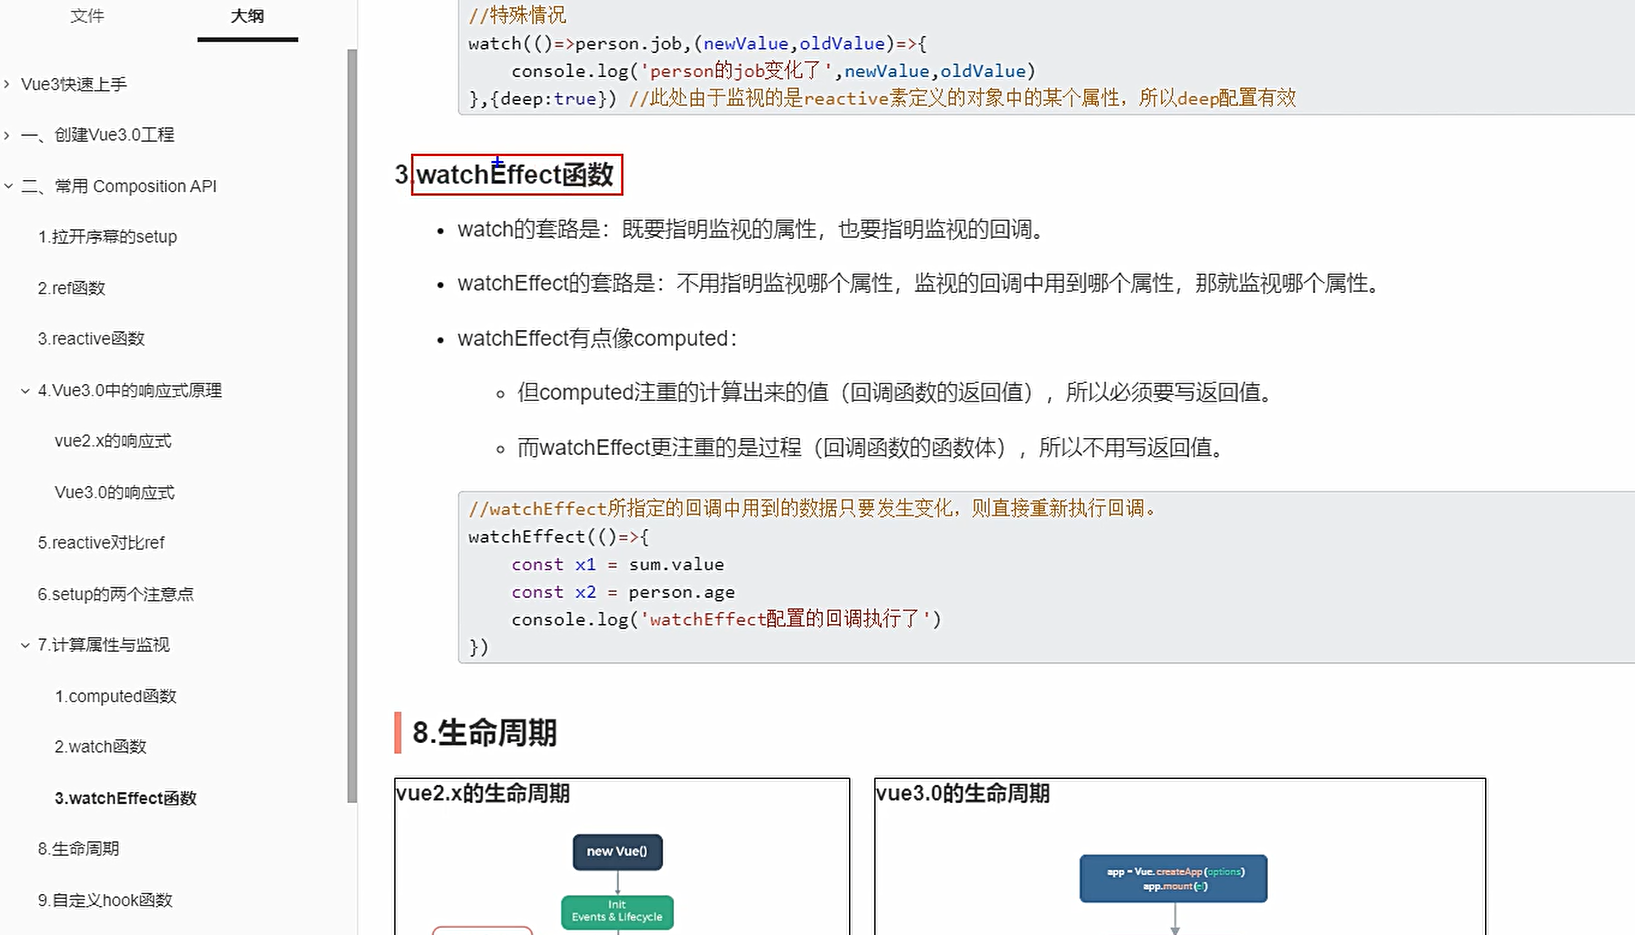 文件
大纲
Vue3快速上手
一、创建Vue3.0工程
二、常用 Composition API
1.拉开序幕的setup
2.ref函数
3.reactive函数
4.Vue3.0中的响应式原理
vue2.x的响应式
Vue3.0的响应式
5.reactive对比ref
6.setup的两个注意点
7.计算属性与监视
1.computed函数
2.watch函数
3.watchEffect函数
8.生命周期
9.自定义hook函数
//特殊情况
watch(()=>person.job,(newValue,oldValue)=>{
console.log('person的job变化了',newValue,oldValue)
},{deep:true}) //此处由于监视的是reactive素定义的对象中的某个属性，所以deep配置有效
3.watchEffect函数
watch的套路是：既要指明监视的属性，也要指明监视的回调。
watchEffect的套路是：不用指明监视哪个属性，监视的回调中用到哪个属性，那就监视哪个属性。
watchEffect有点像computed：
但computed注重的计算出来的值（回调函数的返回值），所以必须要写返回值。
而watchEffect更注重的是过程（回调函数的函数体），所以不用写返回值。
//watchEffect所指定的回调中用到的数据只要发生变化，则直接重新执行回调。
watchEffect(()=>{
const x1 = sum.value
const x2 = person.age
console.log('watchEffect配置的回调执行了')
})
8.生命周期
vue2.x的生命周期
new Vue()
Init
Events & Lifecycle
vue3.0的生命周期
app = Vue.createApp(options)
app.mount(el)